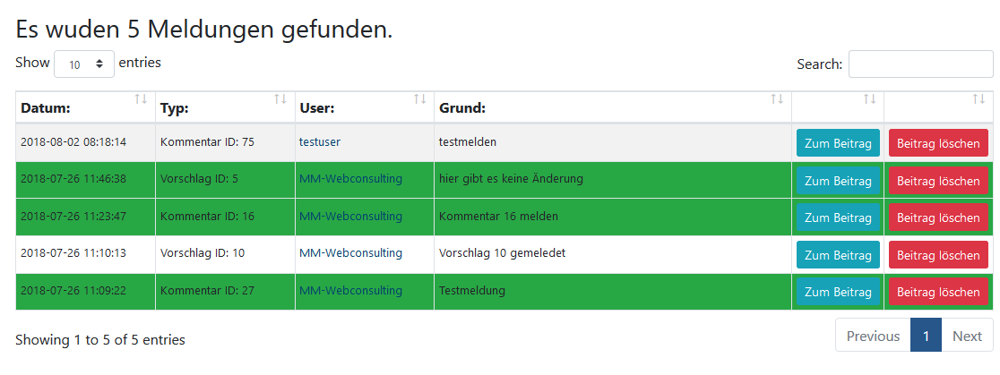 Es wuden 5 Meldungen gefunden.
Show 10 entries Search:
Datum: Typ: User: Grund:
2018-08-02 08:18:14 Kommentar ID: 75 testuser testmelden Zum Beitrag Beitrag löschen
2018-07-26 11:46:38 Vorschlag ID: 5 MM-Webconsulting hier gibt es keine Änderung Zum Beitrag Beitrag löschen
2018-07-26 11:23:47 Kommentar ID: 16 MM-Webconsulting Kommentar 16 melden Zum Beitrag Beitrag löschen
2018-07-26 11:10:13 Vorschlag ID: 10 MM-Webconsulting Vorschlag 10 gemeledet Zum Beitrag Beitrag löschen
2018-07-26 11:09:22 Kommentar ID: 27 MM-Webconsulting Testmeldung Zum Beitrag Beitrag löschen
Showing 1 to 5 of 5 entries Previous 1 Next